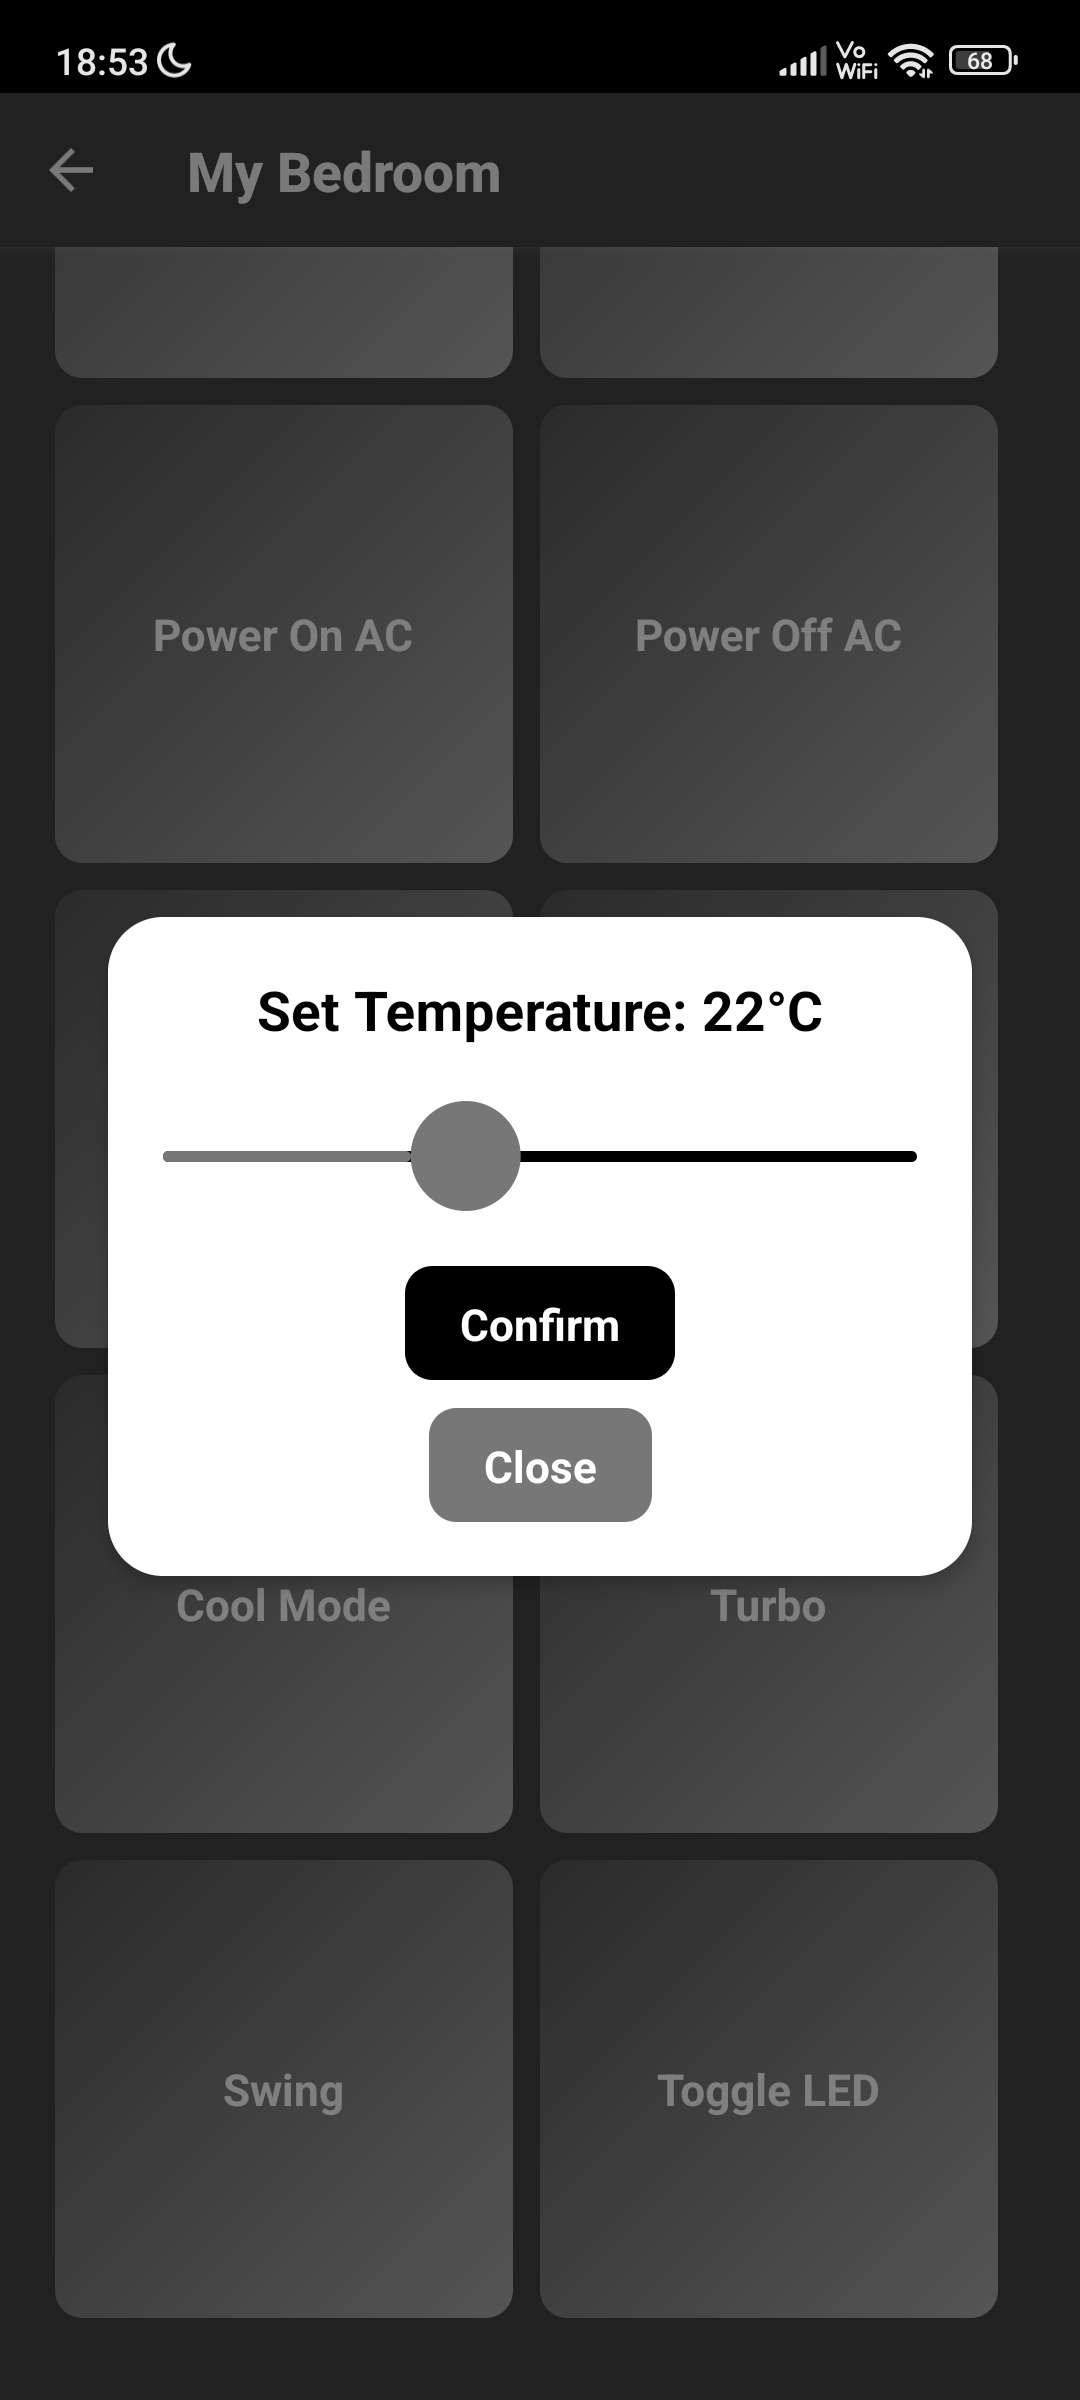 18:53
Vo
WiFi
68
My Bedroom
Power On AC
Power Off AC
Set Temperature: 22°C
Confirm
Close
Cool Mode
Turbo
Swing
Toggle LED